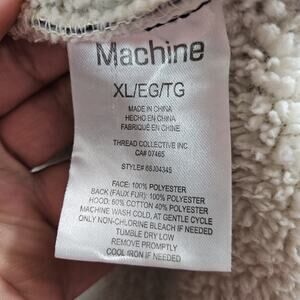 Machine
XL/EG/TG
MADE IN CHINA
HECHO EN CHINA
FABRIQUÉ EN CHINE
THREAD COLLECTIVE INC
CA# 07465
STYLE# 66J04345
FACE: 100% POLYESTER
BACK (FAUX FUR): 100% POLYESTER
HOOD: 60% COTTON 40% POLYESTER
MACHINE WASH COLD, AT GENTLE CYCLE
ONLY NON-CHLORINE BLEACH IF NEEDED
TUMBLE DRY LOW
REMOVE PROMPTLY
COOL IRON IF NEEDED